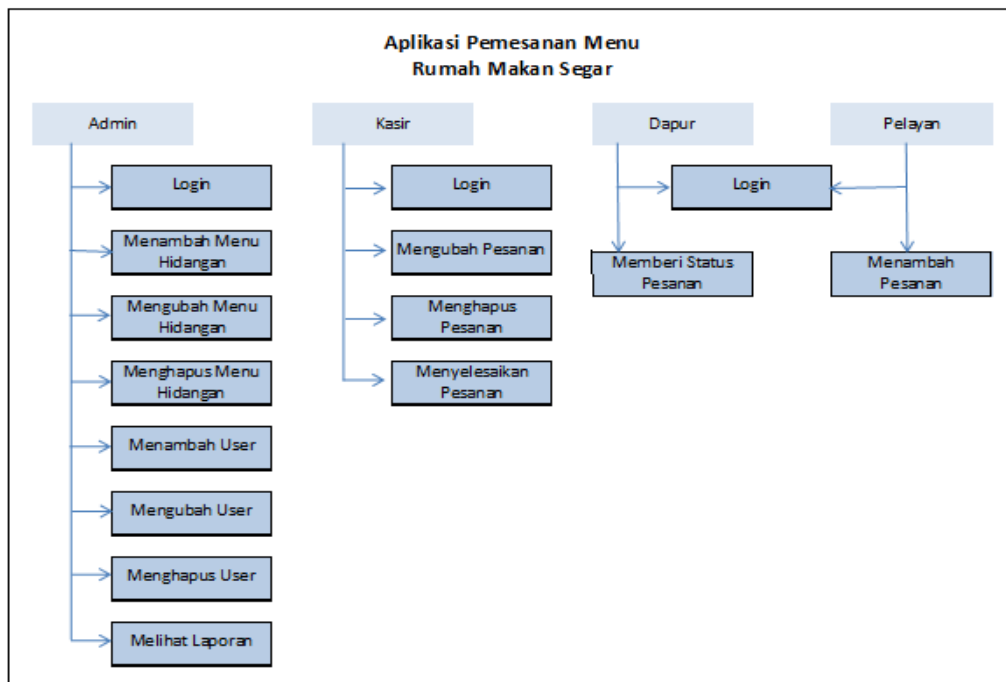 Aplikasi Pemesanan Menu
Rumah Makan Segar
Admin
Login
Menambah Menu
Hidangan
Mengubah Menu
Hidangan
Menghapus Menu
Hidangan
Menambah User
Mengubah User
Menghapus User
Melihat Laporan
Kasir
Login
Mengubah Pesanan
Menghapus
Pesanan
Menyelesaikan
Pesanan
Dapur
Pelayan
Login
Memberi Status
Pesanan
Menambah
Pesanan